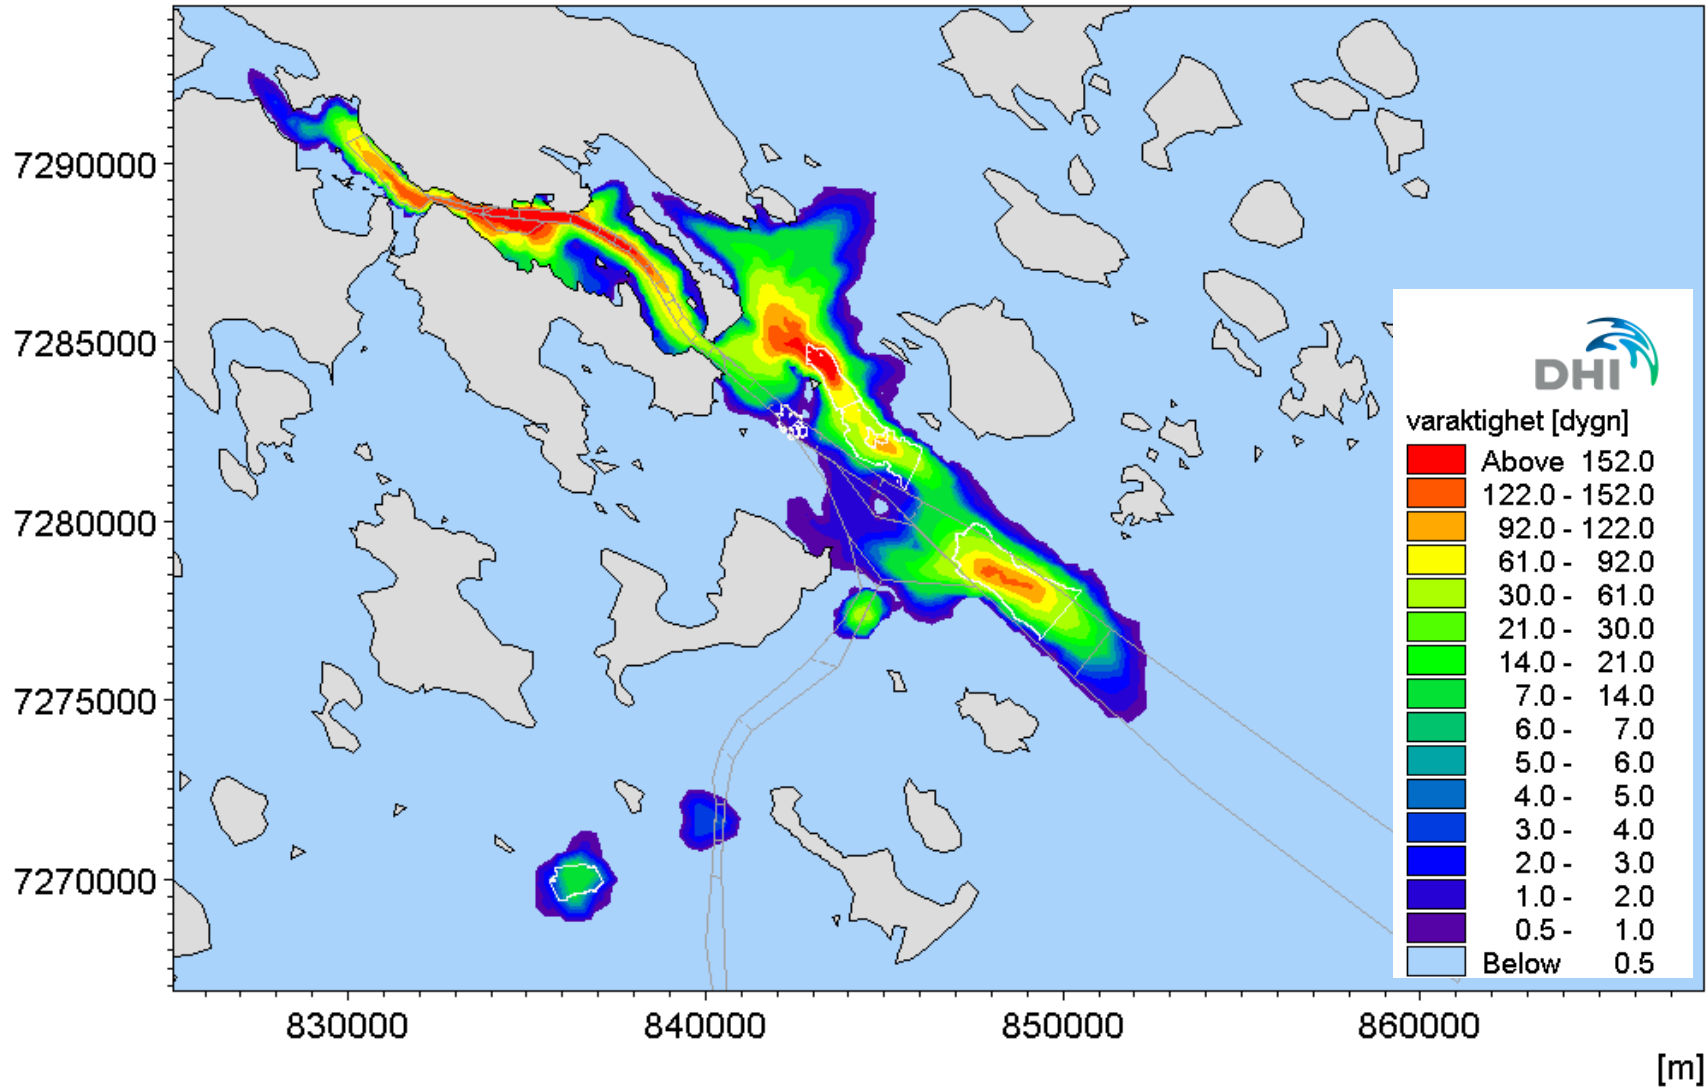 7290000
7285000
7280000
7275000
7270000
830000
840000
850000
860000
[m]
DHI
varaktighet [dygn]
Above 152.0
122.0 - 152.0
92.0 - 122.0
61.0 - 92.0
30.0 - 61.0
21.0 - 30.0
14.0 - 21.0
7.0 - 14.0
6.0 - 7.0
5.0 - 6.0
4.0 - 5.0
3.0 - 4.0
2.0 - 3.0
1.0 - 2.0
0.5 - 1.0
Below 0.5